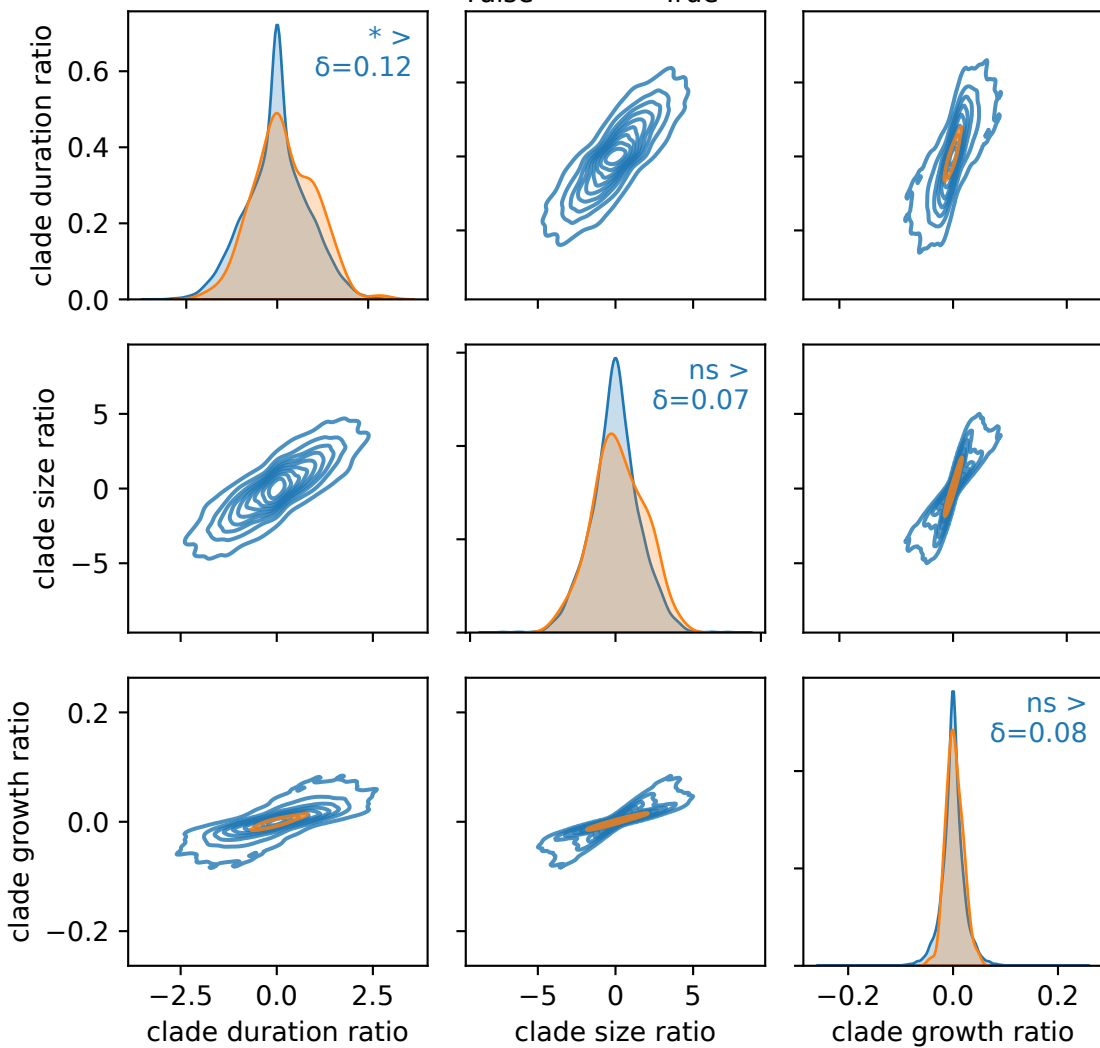 clade duration ratio
0.6
0.4
0.2
0.0
* >
δ=0.12
clade size ratio
5
0
−5
ns >
δ=0.07
clade growth ratio
0.2
0.0
−0.2
ns >
δ=0.08
−2.5 0.0 2.5
−5 0 5
−0.2 0.0 0.2
clade duration ratio
clade size ratio
clade growth ratio